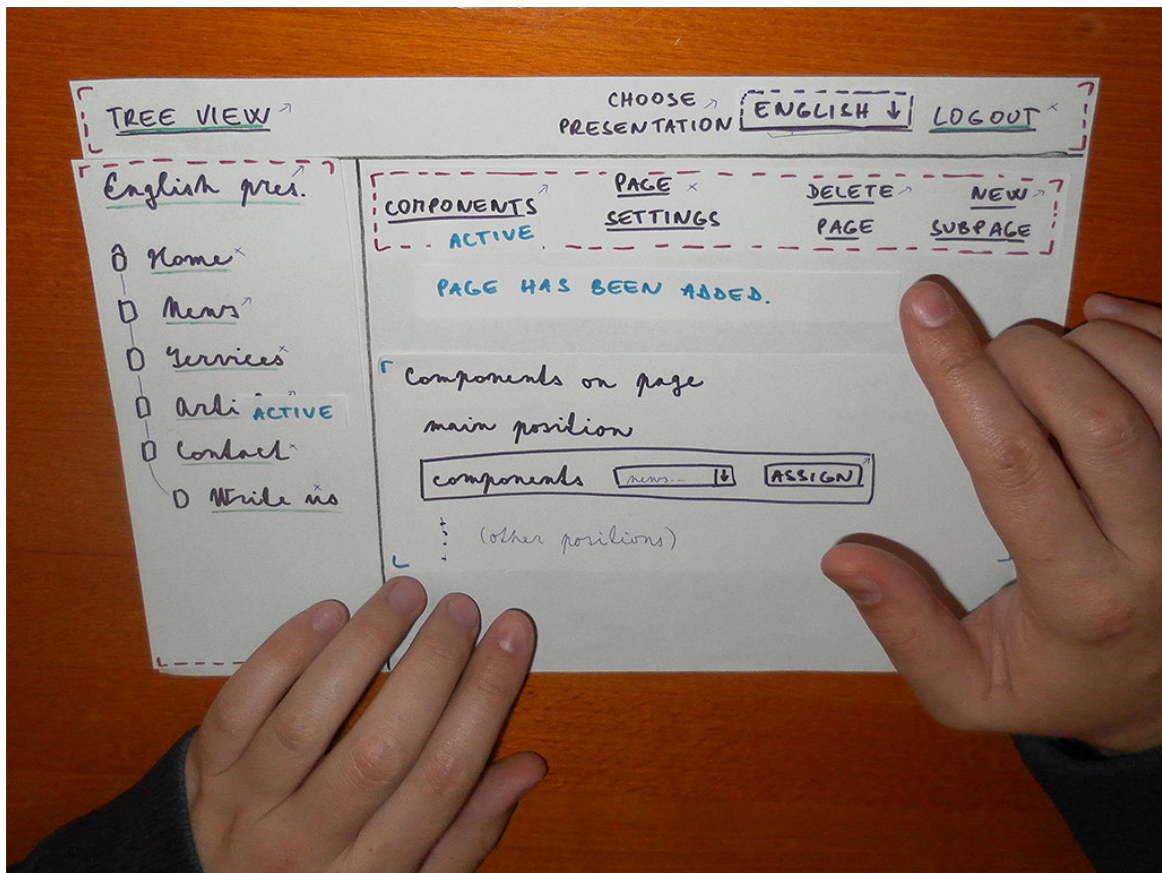 TREE VIEW
CHOOSE
PRESENTATION
ENGLISH
LOGOUT
English pres.
Home
News
Services
arti ACTIVE
Contact
Write us
COMPONENTS
ACTIVE
PAGE
SETTINGS
DELETE
PAGE
NEW
SUBPAGE
PAGE HAS BEEN ADDED.
Components on page
main position
components news... ASSIGN
(other positions)